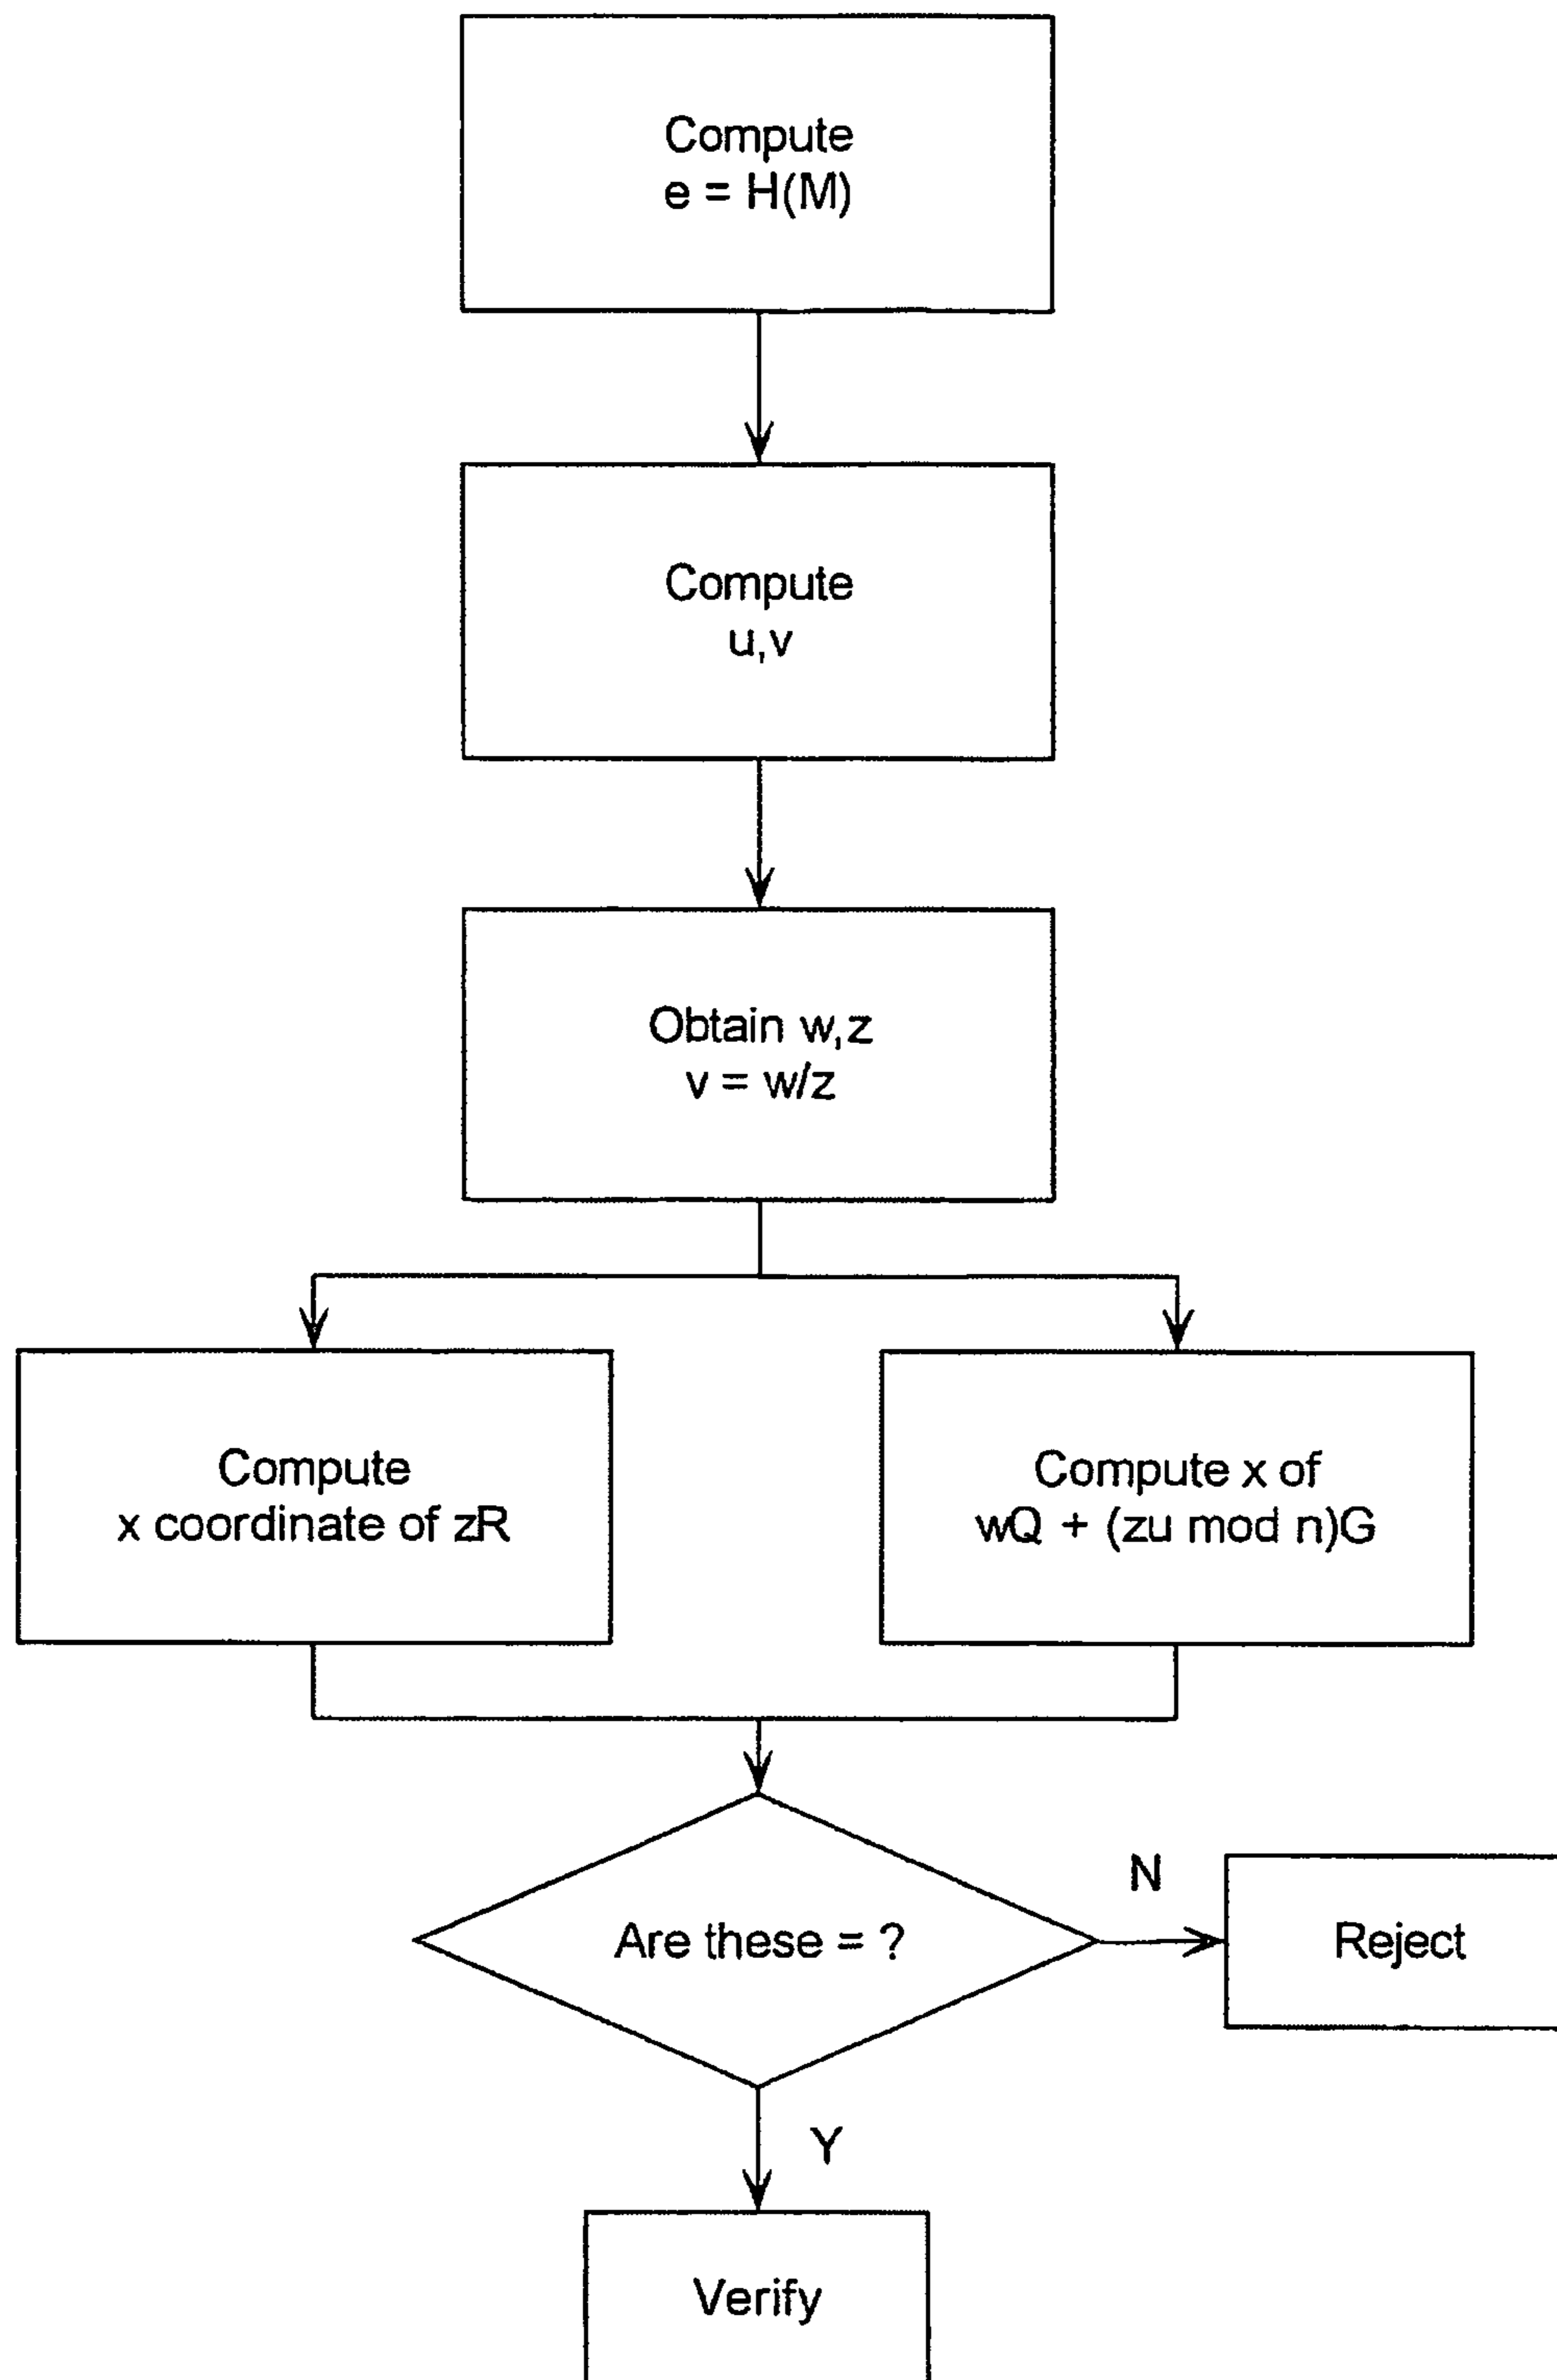 Compute
e = H(M)
Compute
u,v
Obtain w,z
v = w/z
Compute
x coordinate of zR
Compute x of
wQ + (zu mod n)G
Are these = ?
N
Reject
Y
Verify